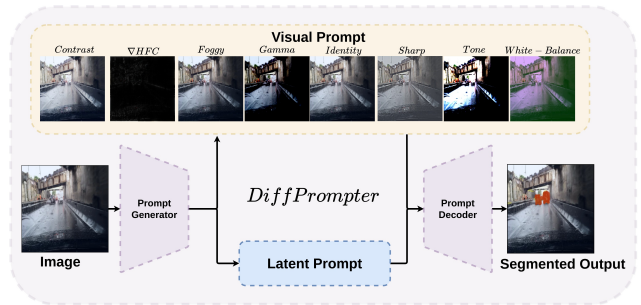 Visual Prompt
Contrast ∇HFC Foggy Gamma Identity Sharp Tone White − Balance
Prompt
Generator
DiffPrompter
Prompt
Decoder
Latent Prompt
Image
Segmented Output